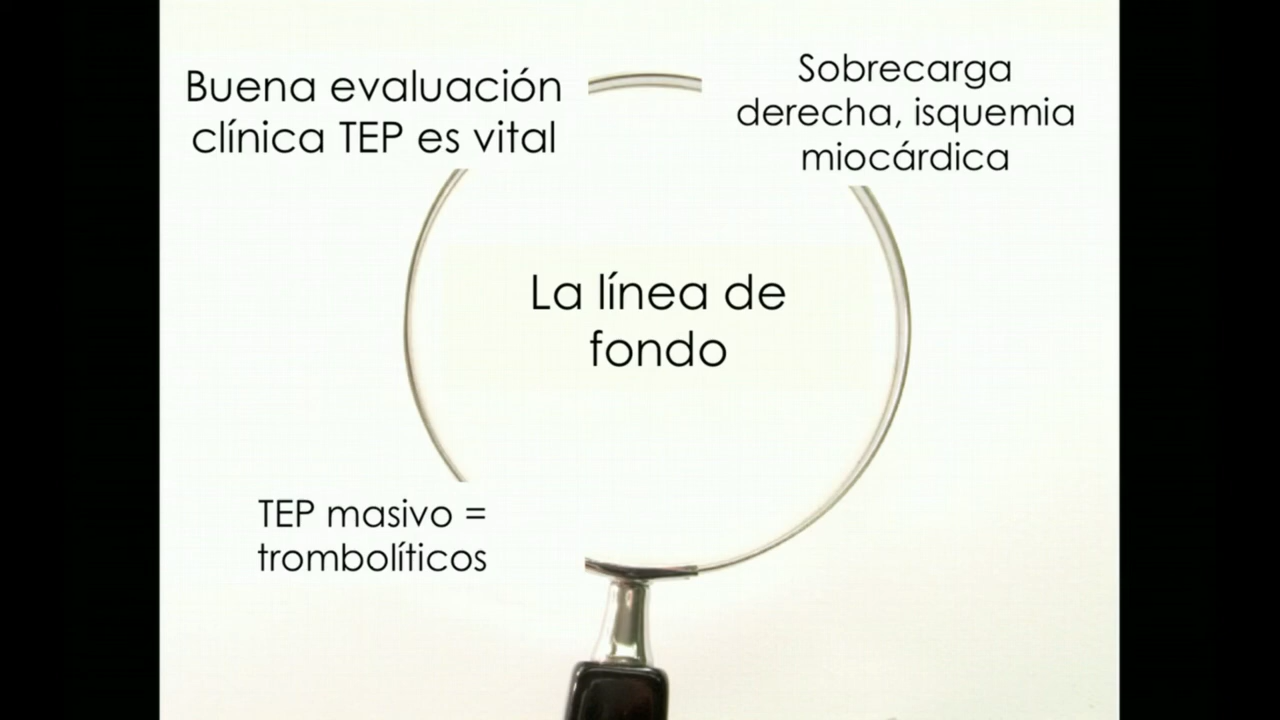 Buena evaluación
clínica TEP es vital
Sobrecarga
derecha, isquemia
miocárdica
La línea de
fondo
TEP masivo =
trombolíticos